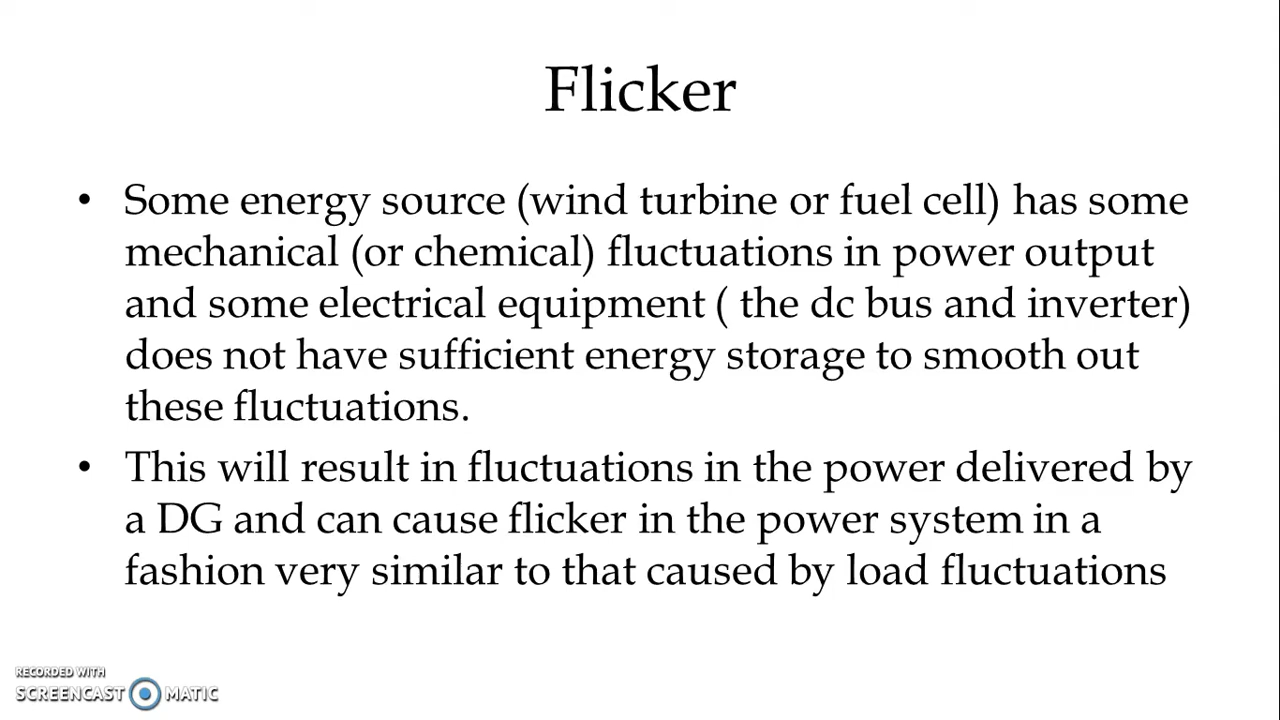 Flicker
• Some energy source (wind turbine or fuel cell) has some
mechanical (or chemical) fluctuations in power output
and some electrical equipment ( the dc bus and inverter)
does not have sufficient energy storage to smooth out
these fluctuations.
• This will result in fluctuations in the power delivered by
a DG and can cause flicker in the power system in a
fashion very similar to that caused by load fluctuations
RECORDED WITH
SCREENCAST MATIC